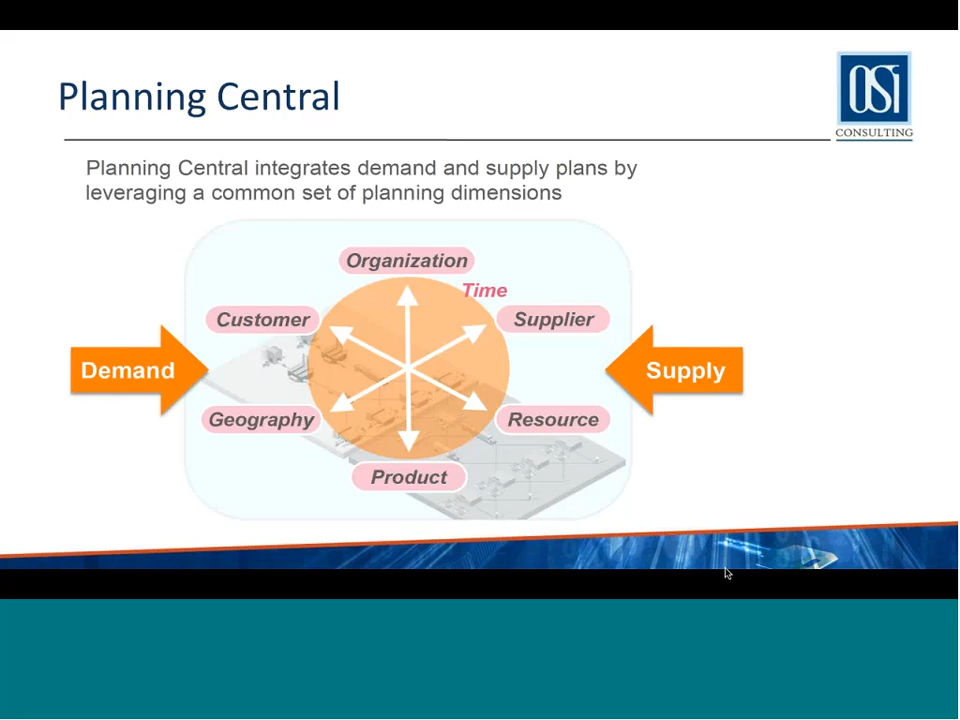 Planning Central
OSi
CONSULTING
Planning Central integrates demand and supply plans by
leveraging a common set of planning dimensions
Organization
Time
Customer
Supplier
Demand
Supply
Geography
Resource
Product